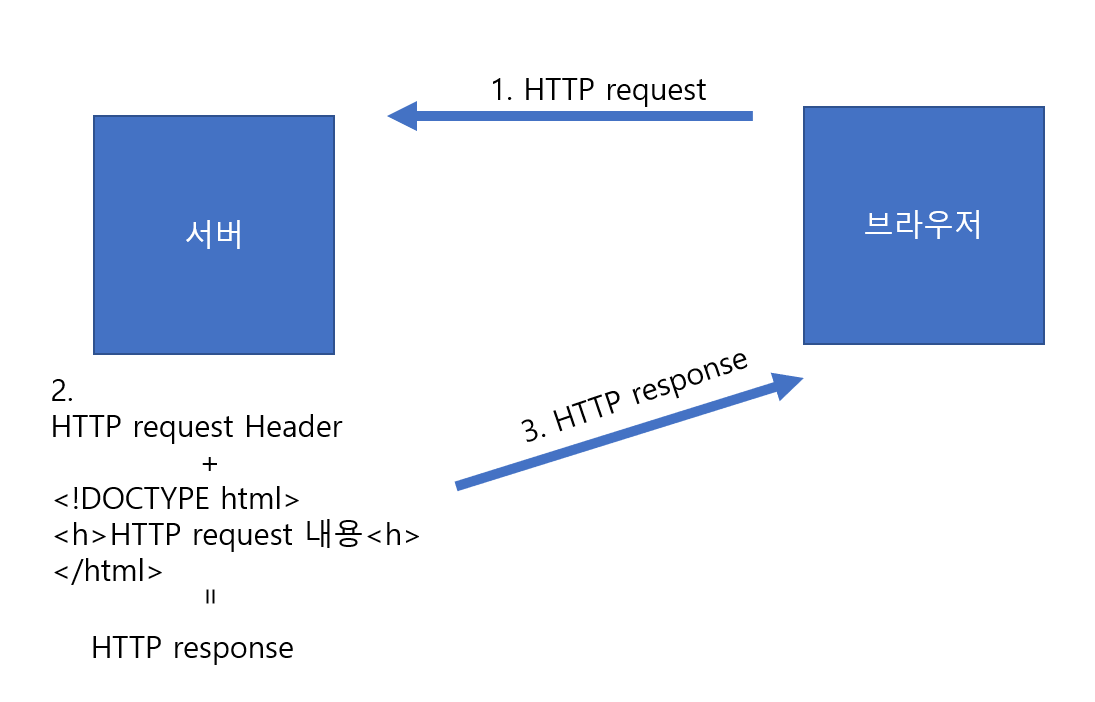 1. HTTP request
서버
브라우저
2.
HTTP request Header
+
<!DOCTYPE html>
<h>HTTP request 내용<h>
</html>
=
HTTP response
3. HTTP response